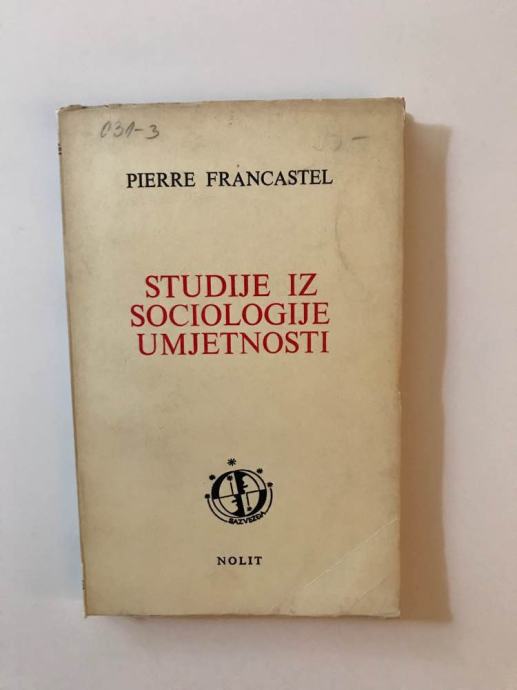 031-3
PIERRE FRANCASTEL
STUDIJE IZ
SOCIOLOGIJE
UMJETNOSTI
SAZVEŽĐA
NOLIT